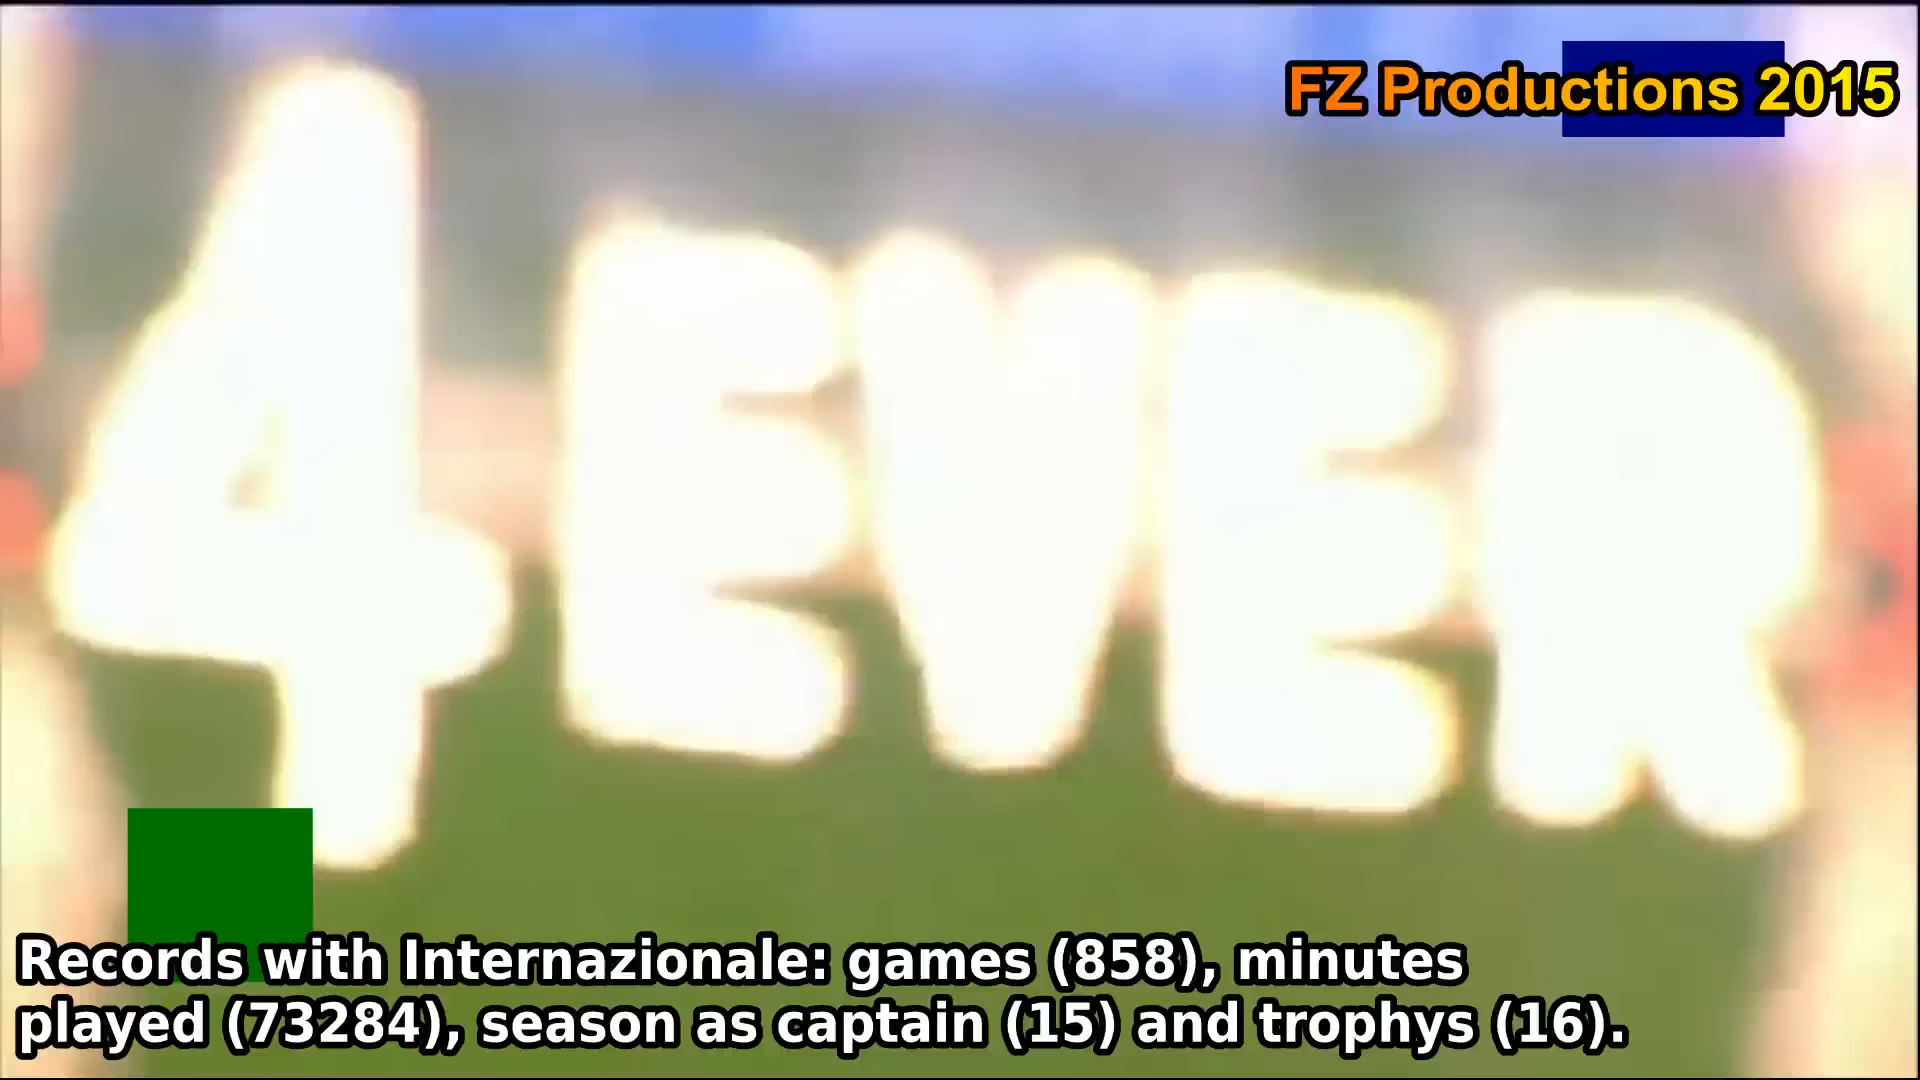 FZ Productions 2015
4EVER
Records with Internazionale: games (858), minutes
played (73284), season as captain (15) and trophys (16).